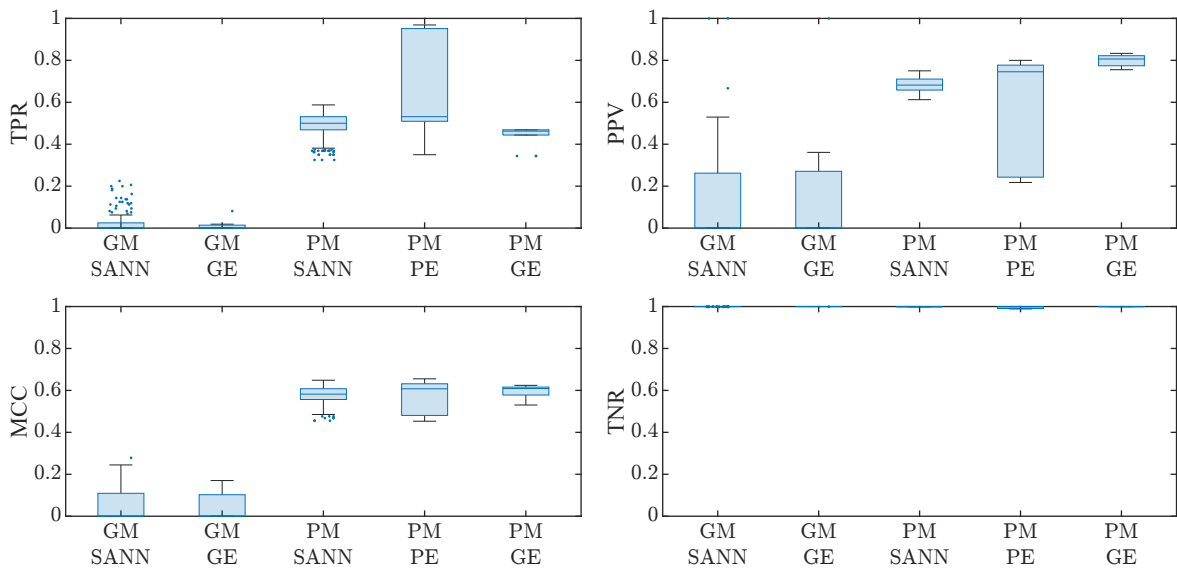 1
0.8
0.6
0.4
0.2
0
TPR
GM SANN
GM GE
PM SANN
PM PE
PM GE
1
0.8
0.6
0.4
0.2
0
PPV
GM SANN
GM GE
PM SANN
PM PE
PM GE
1
0.8
0.6
0.4
0.2
0
MCC
GM SANN
GM GE
PM SANN
PM PE
PM GE
1
0.8
0.6
0.4
0.2
0
TNR
GM SANN
GM GE
PM SANN
PM PE
PM GE